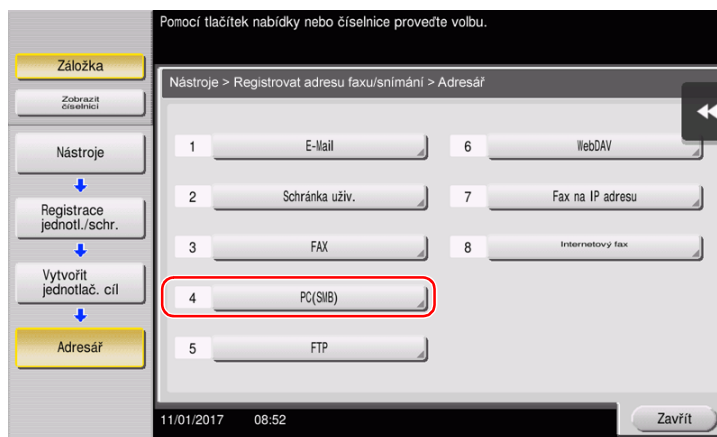 Pomocí tlačítek nabídky nebo číselnice proveďte volbu.
Záložka
Zobrazit
číselnici
Nástroje
Registrace
jednotl./schr.
Vytvořit
jednotlač. cíl
Adresář
Nástroje > Registrovat adresu faxu/snímání > Adresář
1 E-Mail
6 WebDAV
2 Schránka uživ.
7 Fax na IP adresu
3 FAX
8 Internetový fax
4 PC(SMB)
5 FTP
11/01/2017 08:52
Zavřít